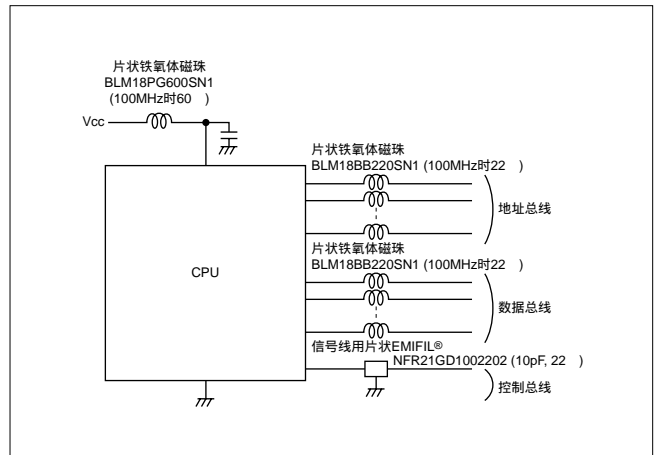 片状铁氧体磁珠
BLM18PG600SN1
(100MHz时60 )
Vcc
片状铁氧体磁珠
BLM18BB220SN1 (100MHz时22 )
地址总线
片状铁氧体磁珠
BLM18BB220SN1 (100MHz时22 )
CPU
数据总线
信号线用片状EMIFIL®
NFR21GD1002202 (10pF, 22 )
控制总线